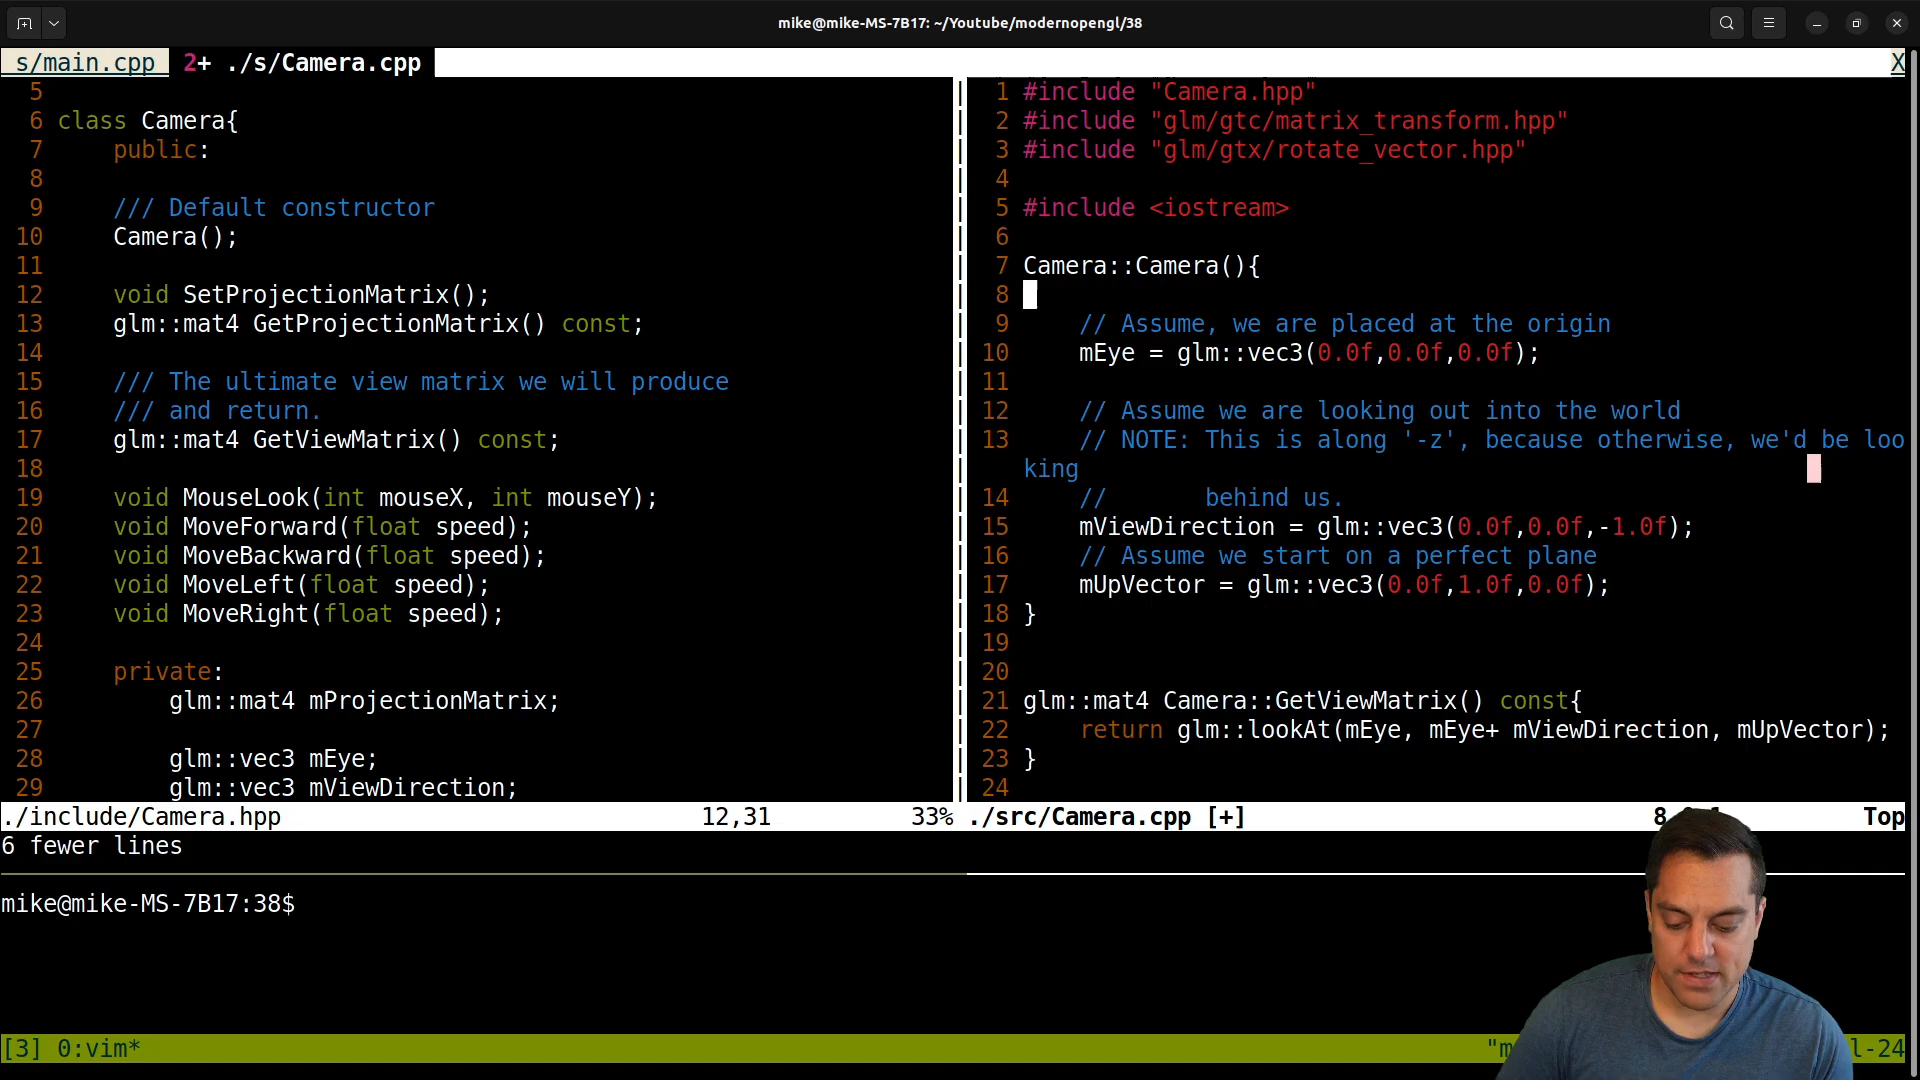 mike@mike-MS-7B17: ~/Youtube/modernopengl/38
s/main.cpp  2+ ./s/Camera.cpp X
5
6 class Camera{
7     public:
8
9     /// Default constructor
10     Camera();
11
12     void SetProjectionMatrix();
13     glm::mat4 GetProjectionMatrix() const;
14
15     /// The ultimate view matrix we will produce
16     /// and return.
17     glm::mat4 GetViewMatrix() const;
18
19     void MouseLook(int mouseX, int mouseY);
20     void MoveForward(float speed);
21     void MoveBackward(float speed);
22     void MoveLeft(float speed);
23     void MoveRight(float speed);
24
25     private:
26         glm::mat4 mProjectionMatrix;
27
28         glm::vec3 mEye;
29         glm::vec3 mViewDirection;
./include/Camera.hpp 12,31 33%
1 #include "Camera.hpp"
2 #include "glm/gtc/matrix_transform.hpp"
3 #include "glm/gtx/rotate_vector.hpp"
4
5 #include <iostream>
6
7 Camera::Camera(){
8
9     // Assume, we are placed at the origin
10     mEye = glm::vec3(0.0f,0.0f,0.0f);
11
12     // Assume we are looking out into the world
13     // NOTE: This is along '-z', because otherwise, we'd be loo
king
14     //       behind us.
15     mViewDirection = glm::vec3(0.0f,0.0f,-1.0f);
16     // Assume we start on a perfect plane
17     mUpVector = glm::vec3(0.0f,1.0f,0.0f);
18 }
19
20
21 glm::mat4 Camera::GetViewMatrix() const{
22     return glm::lookAt(mEye, mEye+ mViewDirection, mUpVector);
23 }
24
./src/Camera.cpp [+] Top
6 fewer lines
mike@mike-MS-7B17:38$
[3] 0:vim*